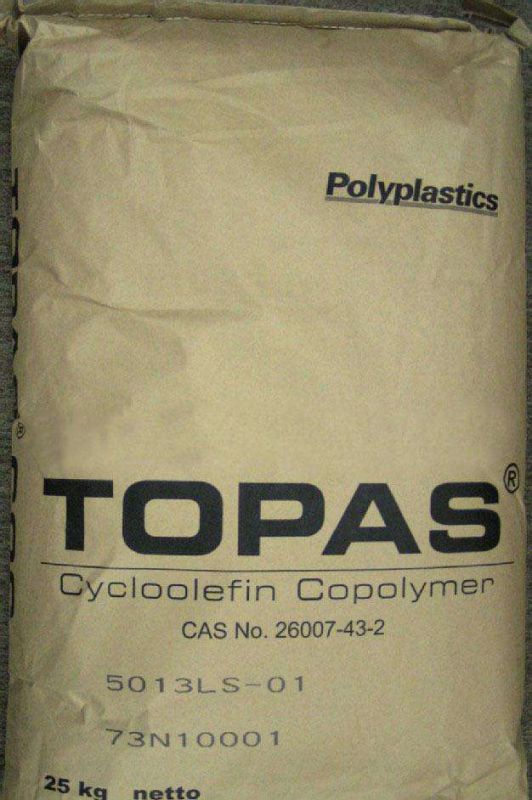 Polyplastics
TOPAS®
Cycloolefin Copolymer
CAS No. 26007-43-2
5013LS-01
73N10001
25 kg netto